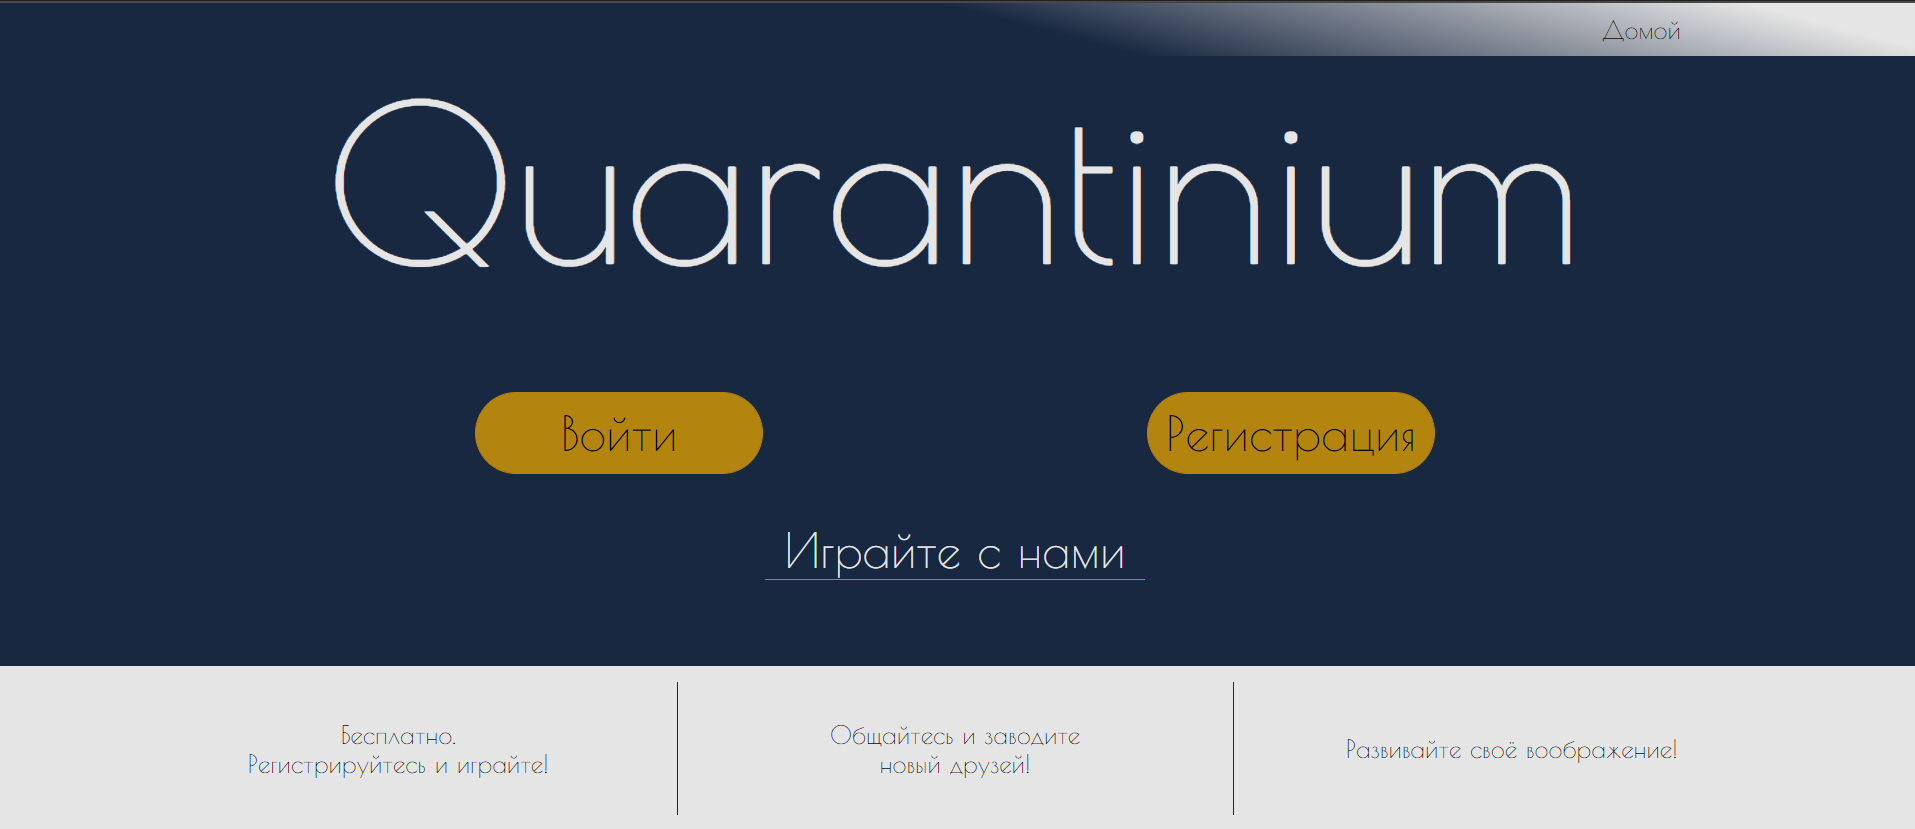 Домой
Quarantinium
Войти
Регистрация
Играйте с нами
Бесплатно.
Регистрируйтесь и играйте!
Общайтесь и заводите
новый друзей!
Развивайте своё воображение!